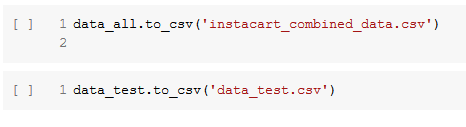 [ ] 1 data_all.to_csv('instacart_combined_data.csv')
2
[ ] 1 data_test.to_csv('data_test.csv')